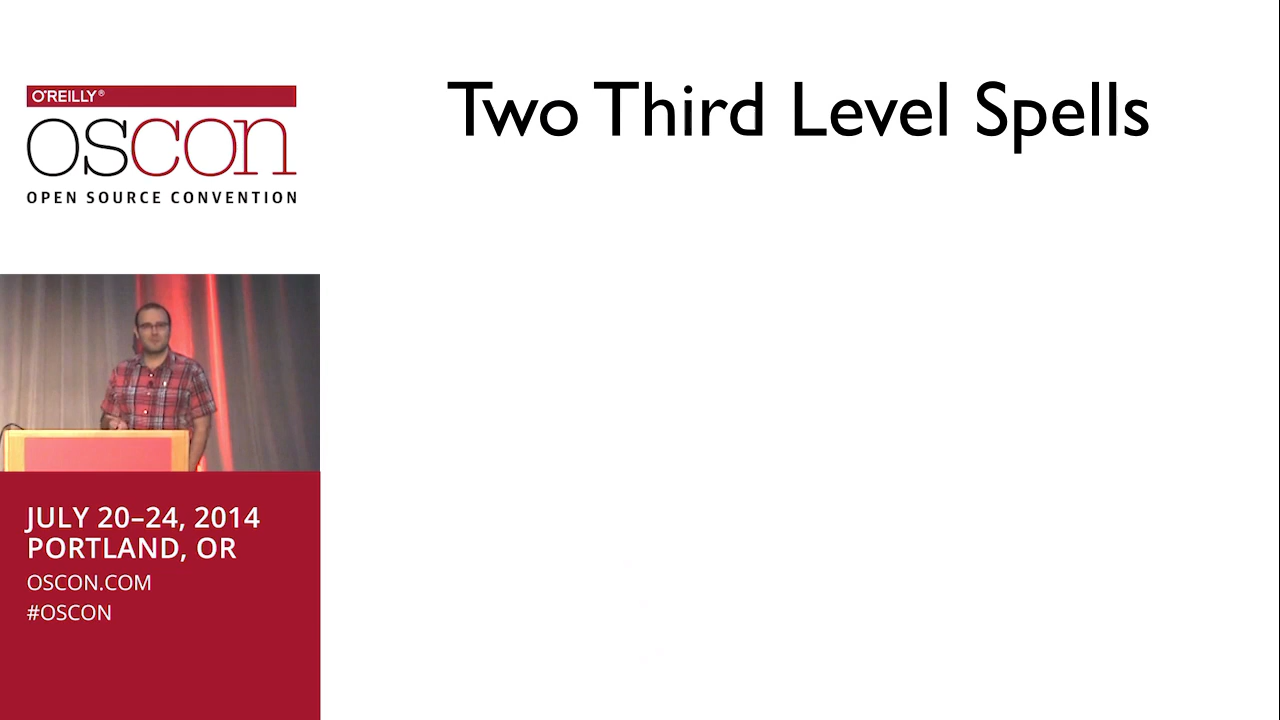 O'REILLY®
oscon
OPEN SOURCE CONVENTION
Two Third Level Spells
JULY 20–24, 2014
PORTLAND, OR
OSCON.COM
#OSCON